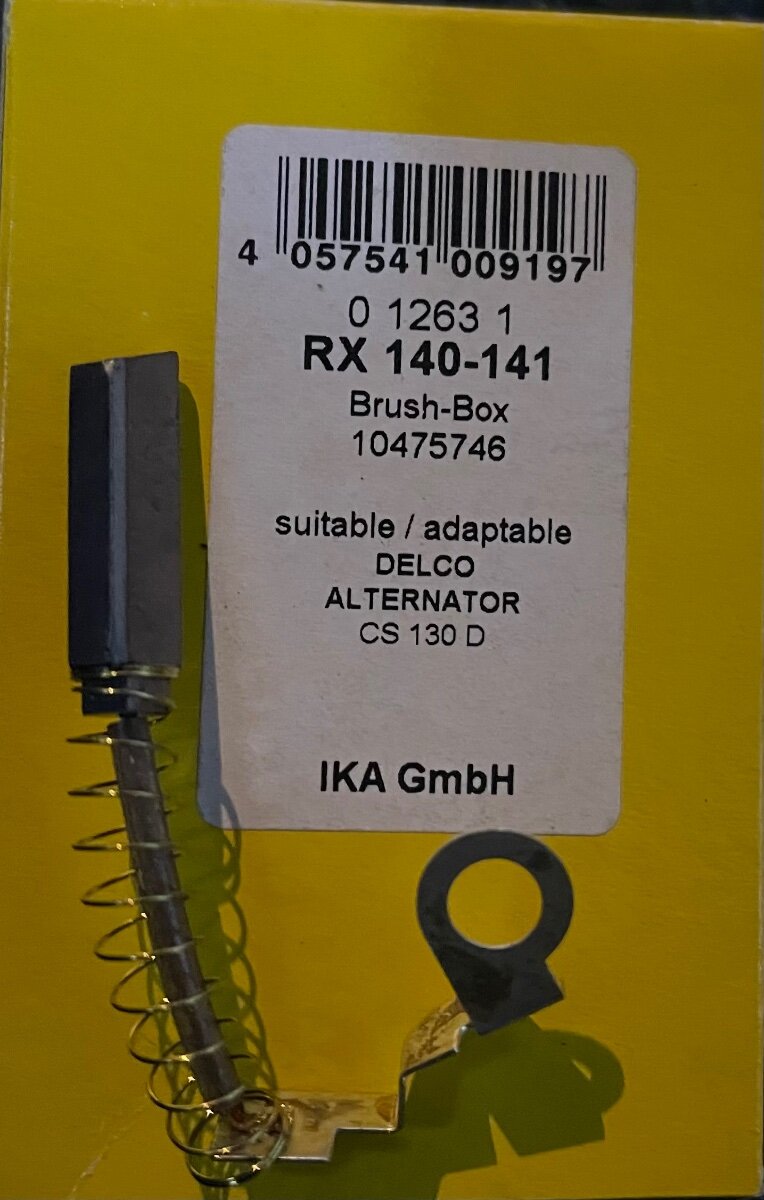 4 057541 009197
0 1263 1
RX 140-141
Brush-Box
10475746
suitable / adaptable
DELCO
ALTERNATOR
CS 130 D
IKA GmbH